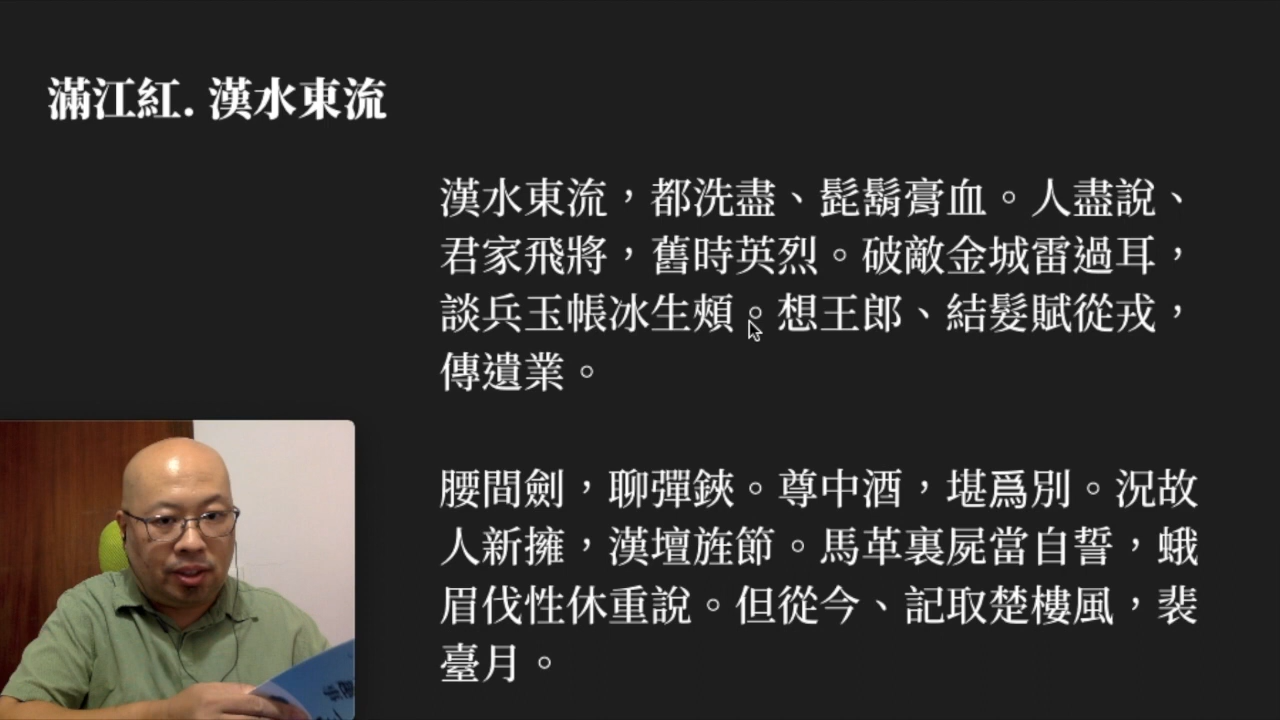 滿江紅. 漢水東流
漢水東流，都洗盡、髭鬍膏血。人盡說、
君家飛將，舊時英烈。破敵金城雷過耳，
談兵玉帳冰生頰。想王郎、結髮賦從戎，
傳遺業。
腰間劍，聊彈鋏。尊中酒，堪爲別。況故
人新擁，漢壇旌節。馬革裏屍當自誓，蛾
眉伐性休重說。但從今、記取楚樓風，裴
臺月。